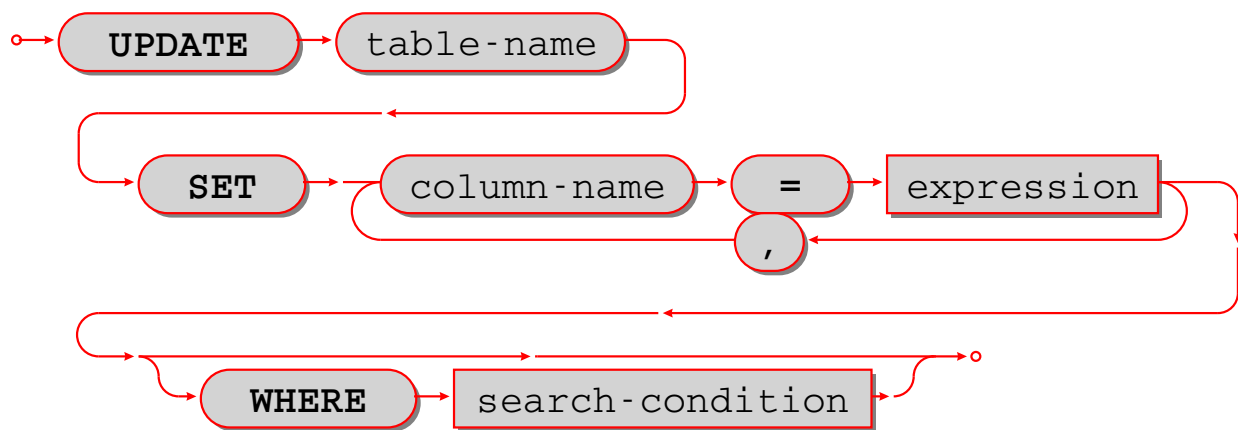 UPDATE table-name
SET column-name = expression
,
WHERE search-condition